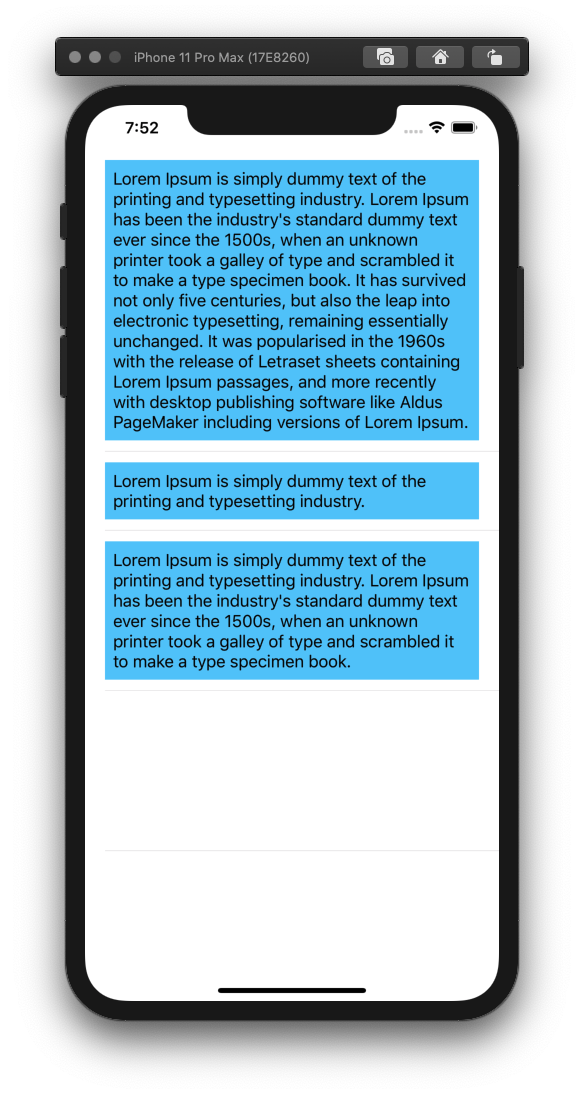 iPhone 11 Pro Max (17E8260)
7:52
Lorem Ipsum is simply dummy text of the
printing and typesetting industry. Lorem Ipsum
has been the industry's standard dummy text
ever since the 1500s, when an unknown
printer took a galley of type and scrambled it
to make a type specimen book. It has survived
not only five centuries, but also the leap into
electronic typesetting, remaining essentially
unchanged. It was popularised in the 1960s
with the release of Letraset sheets containing
Lorem Ipsum passages, and more recently
with desktop publishing software like Aldus
PageMaker including versions of Lorem Ipsum.
Lorem Ipsum is simply dummy text of the
printing and typesetting industry.
Lorem Ipsum is simply dummy text of the
printing and typesetting industry. Lorem Ipsum
has been the industry's standard dummy text
ever since the 1500s, when an unknown
printer took a galley of type and scrambled it
to make a type specimen book.